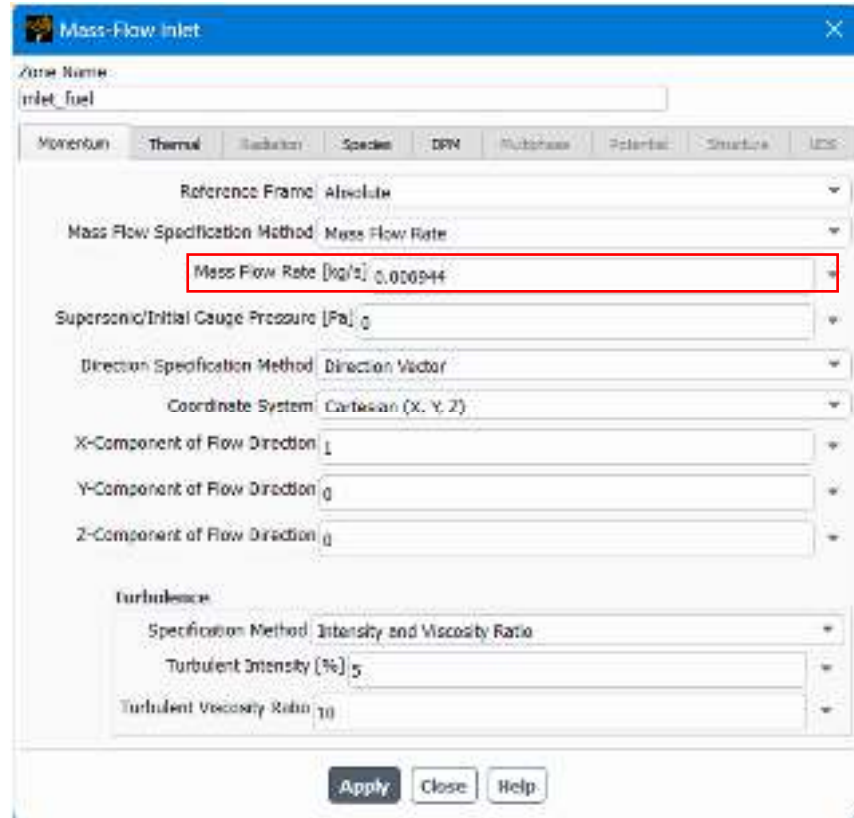 Mass-Flow Inlet
Zone Name
inlet_fuel
Momentum Thermal Radiation Species DPM Multiphase Potential Structure UDS
Reference Frame Absolute
Mass Flow Specification Method Mass Flow Rate
Mass Flow Rate [kg/s] 0.000944
Supersonic/Initial Gauge Pressure [Pa] 0
Direction Specification Method Direction Vector
Coordinate System Cartesian (X, Y, Z)
X-Component of Flow Direction 1
Y-Component of Flow Direction 0
Z-Component of Flow Direction 0
Turbulence
Specification Method Intensity and Viscosity Ratio
Turbulent Intensity [%] 5
Turbulent Viscosity Ratio 10
Apply Close Help